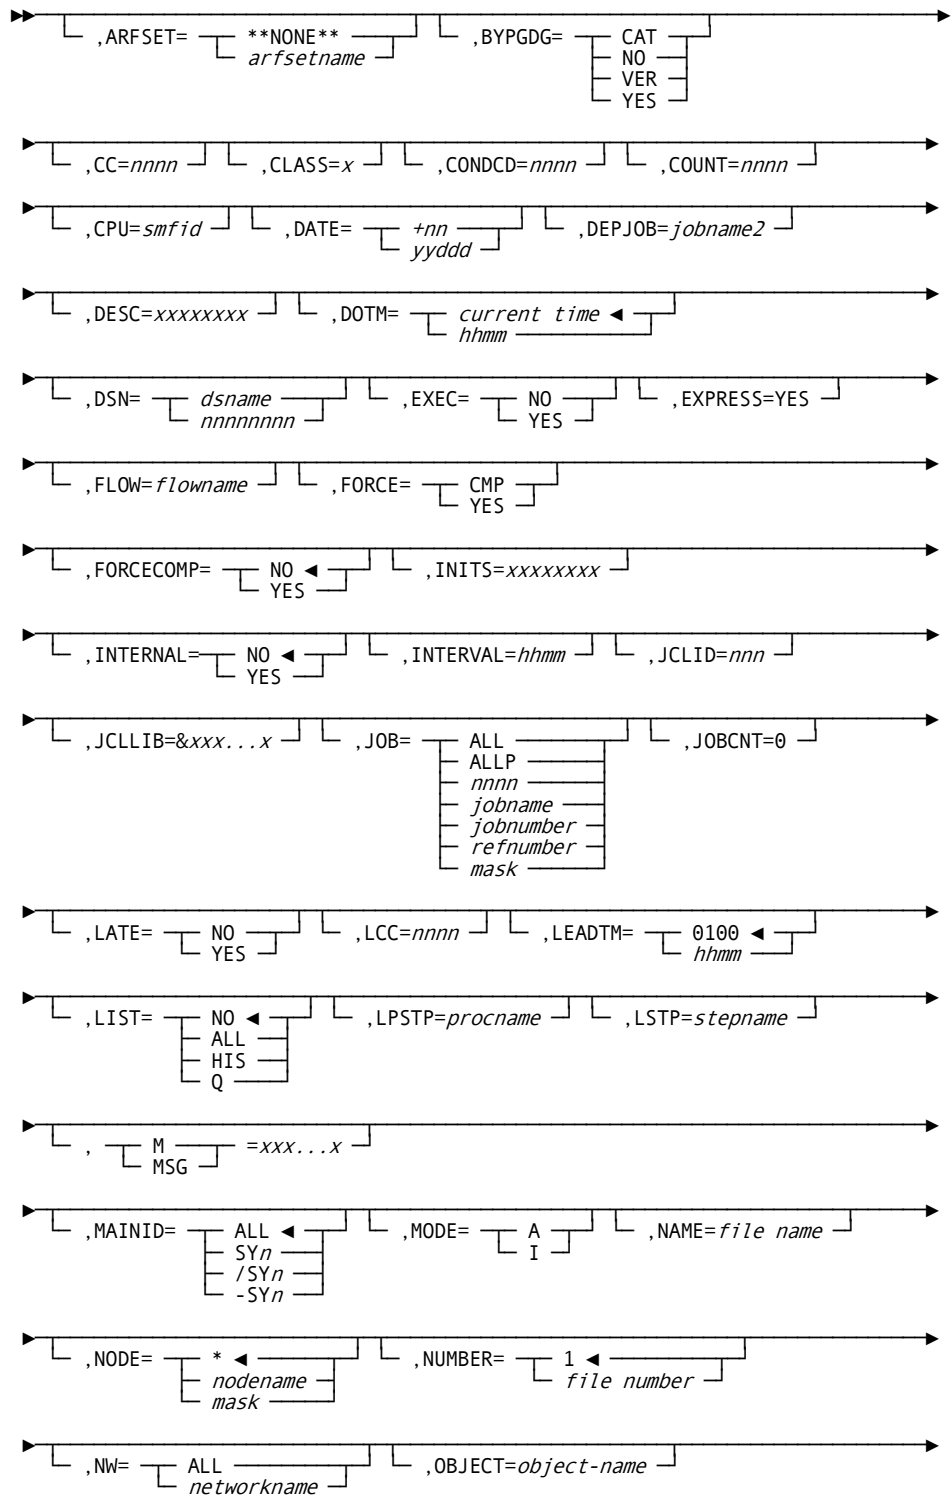 ,ARFSET= **NONE** ,BYPGDG= CAT
arfsetname NO
VER
YES
,CC=nnnn ,CLASS=x ,CONDCD=nnnn ,COUNT=nnnn
,CPU=smfid ,DATE= +nn ,DEPJOB=jobname2
yyddd
,DESC=xxxxxxxx ,DOTM= current time ◄
hhmm
,DSN= dsname ,EXEC= NO ,EXPRESS=YES
nnnnnnnn YES
,FLOW=flowname ,FORCE= CMP
YES
,FORCECOMP= NO ◄ ,INITS=xxxxxxxx
YES
,INTERNAL= NO ◄ ,INTERVAL=hhmm ,JCLID=nnn
YES
,JCLLIB=&xxx...x ,JOB= ALL ,JOBCNT=0
ALLP
nnnn
jobname
jobnumber
refnumber
mask
,LATE= NO ,LCC=nnnn ,LEADTM= 0100 ◄
YES hhmm
,LIST= NO ◄ ,LPSTP=procname ,LSTP=stepname
ALL
HIS
Q
, M =xxx...x
MSG
,MAINID= ALL ◄ ,MODE= A ,NAME=file name
SYn I
/SYn
-SYn
,NODE= * ◄ ,NUMBER= 1 ◄
nodename file number
mask
,NW= ALL ,OBJECT=object-name
networkname